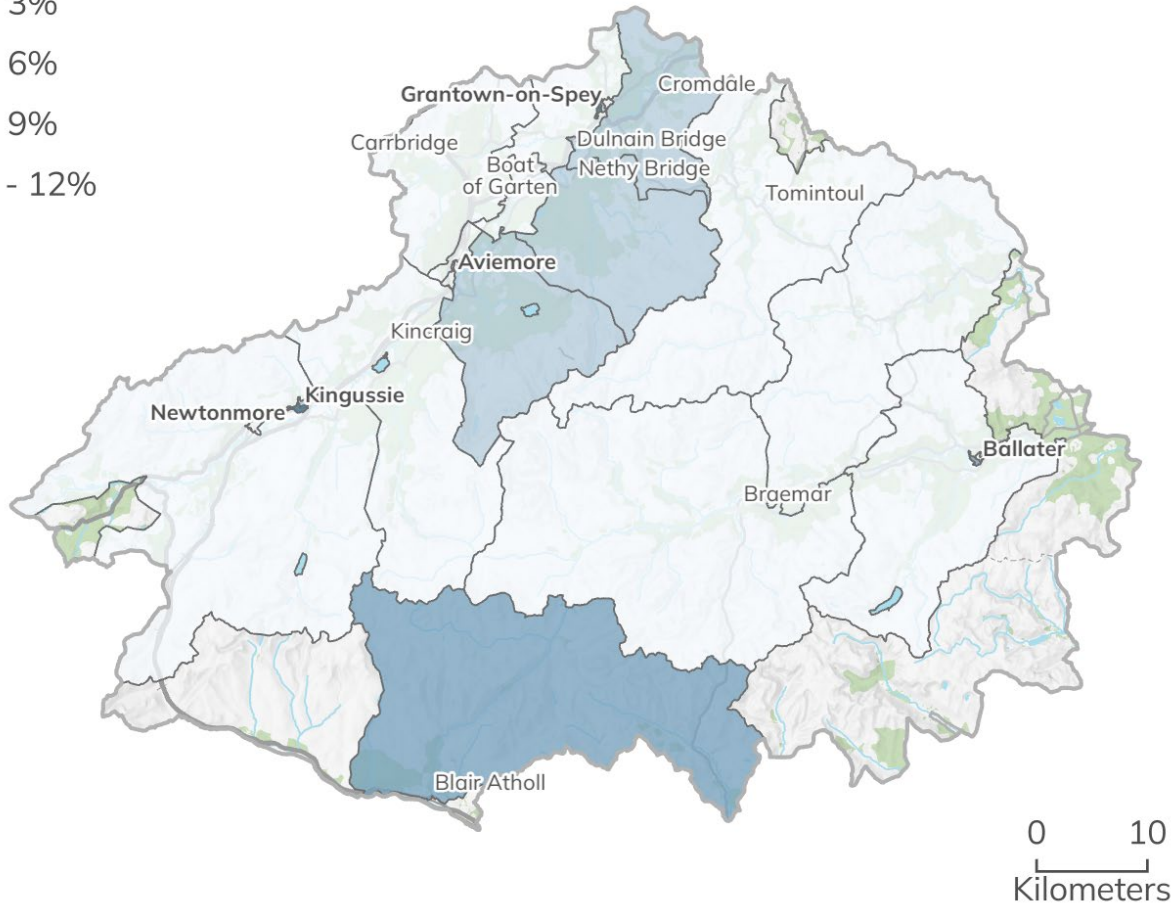 3%
6%
9%
- 12%
Cromdale
Grantown-on-Spey
Carrbridge
Dulnain Bridge
Boat
of Garten
Nethy Bridge
Tomintoul
Aviemore
Kincraig
Kingussie
Newtonmore
Ballater
Braemar
Blair Atholl
0 10
Kilometers